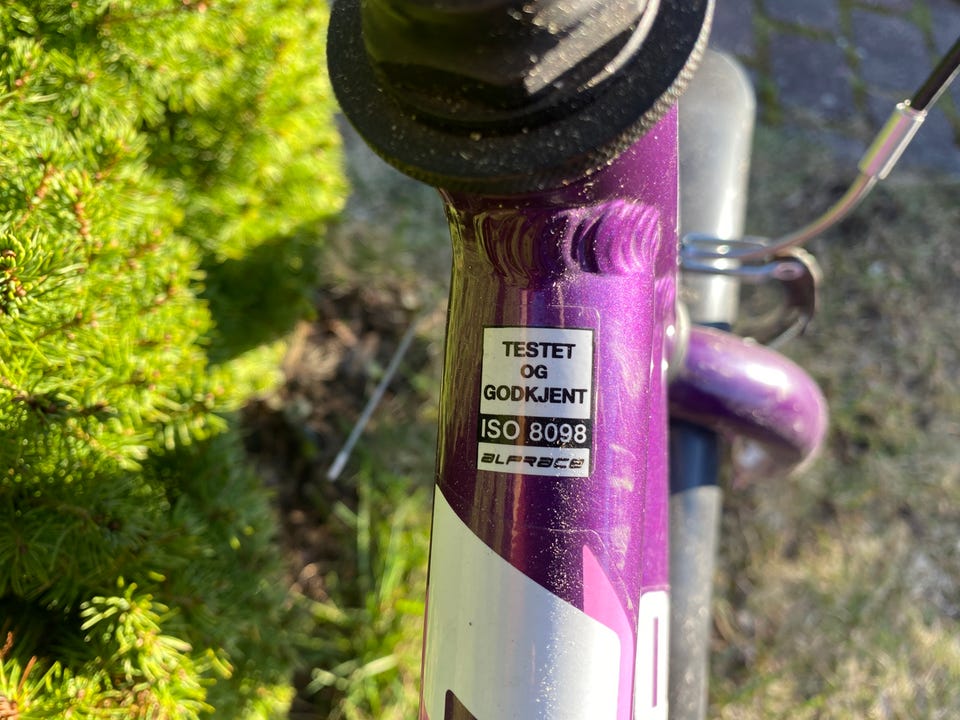 TESTET
OG
GODKJENT
ISO 8098
ALPRACE